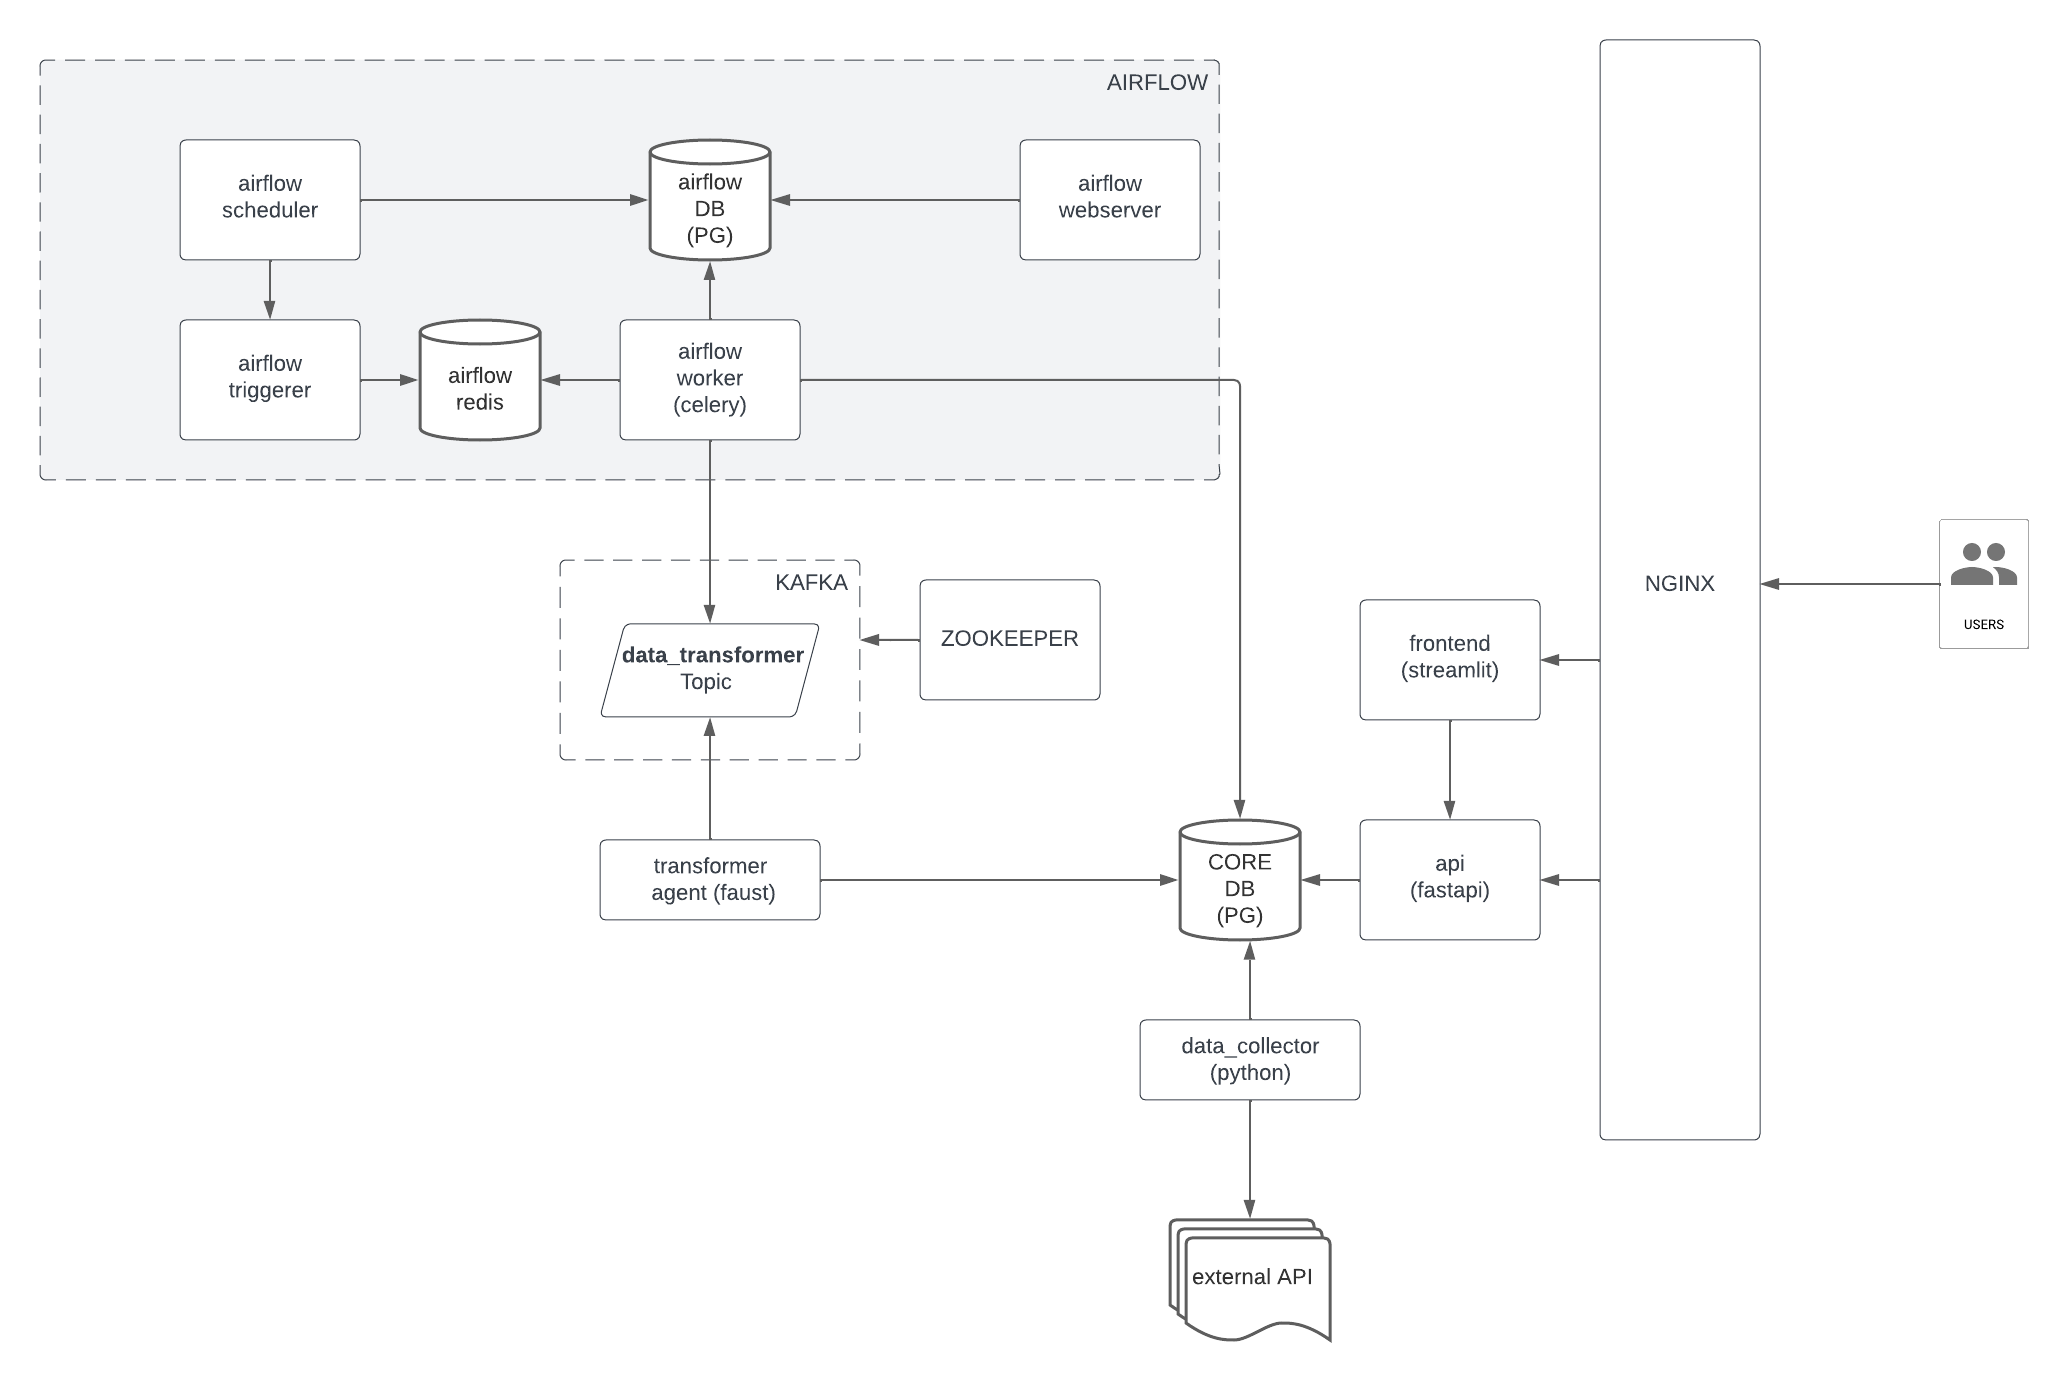 AIRFLOW
airflow
scheduler
airflow
DB
(PG)
airflow
webserver
airflow
triggerer
airflow
redis
airflow
worker
(celery)
KAFKA
data_transformer
Topic
ZOOKEEPER
NGINX
USERS
frontend
(streamlit)
transformer
agent (faust)
CORE
DB
(PG)
api
(fastapi)
data_collector
(python)
external API